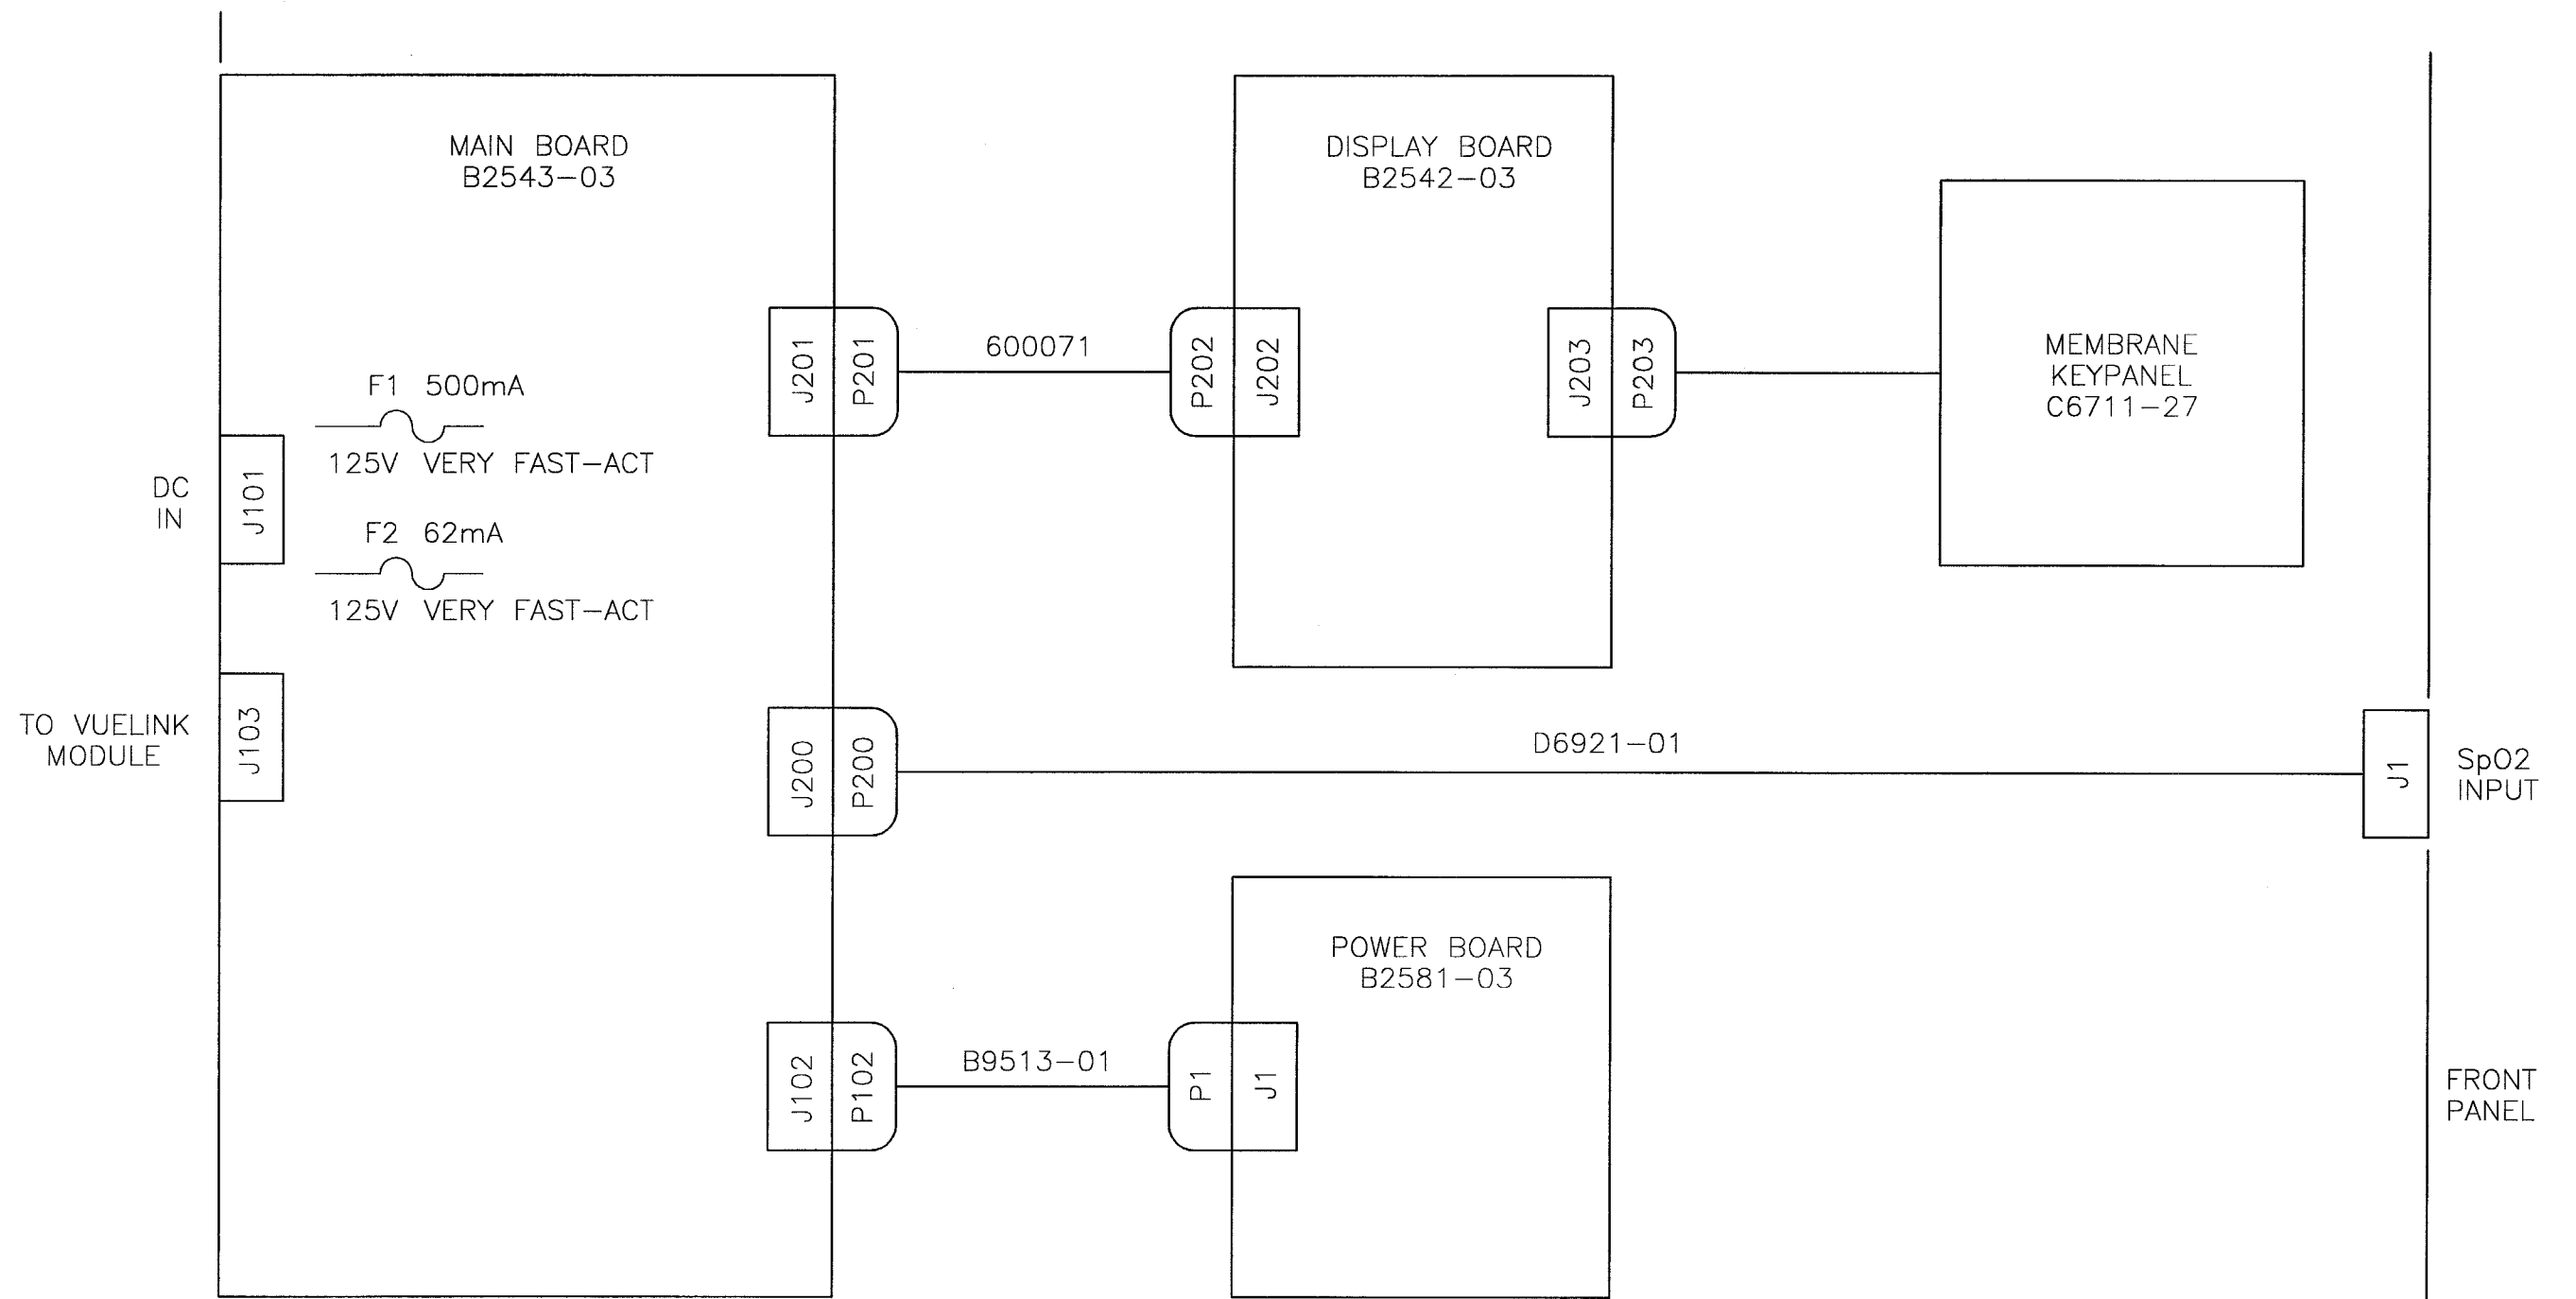 MAIN BOARD
B2543-03
DISPLAY BOARD
B2542-03
MEMBRANE
KEYPANEL
C6711-27
J201
P201
600071
P202
J202
J203
P203
F1 500mA
125V VERY FAST-ACT
DC
IN
J101
F2 62mA
125V VERY FAST-ACT
TO VUELINK
MODULE
J103
J200
P200
D6921-01
J1
SpO2
INPUT
POWER BOARD
B2581-03
J102
P102
B9513-01
P1
J1
FRONT
PANEL